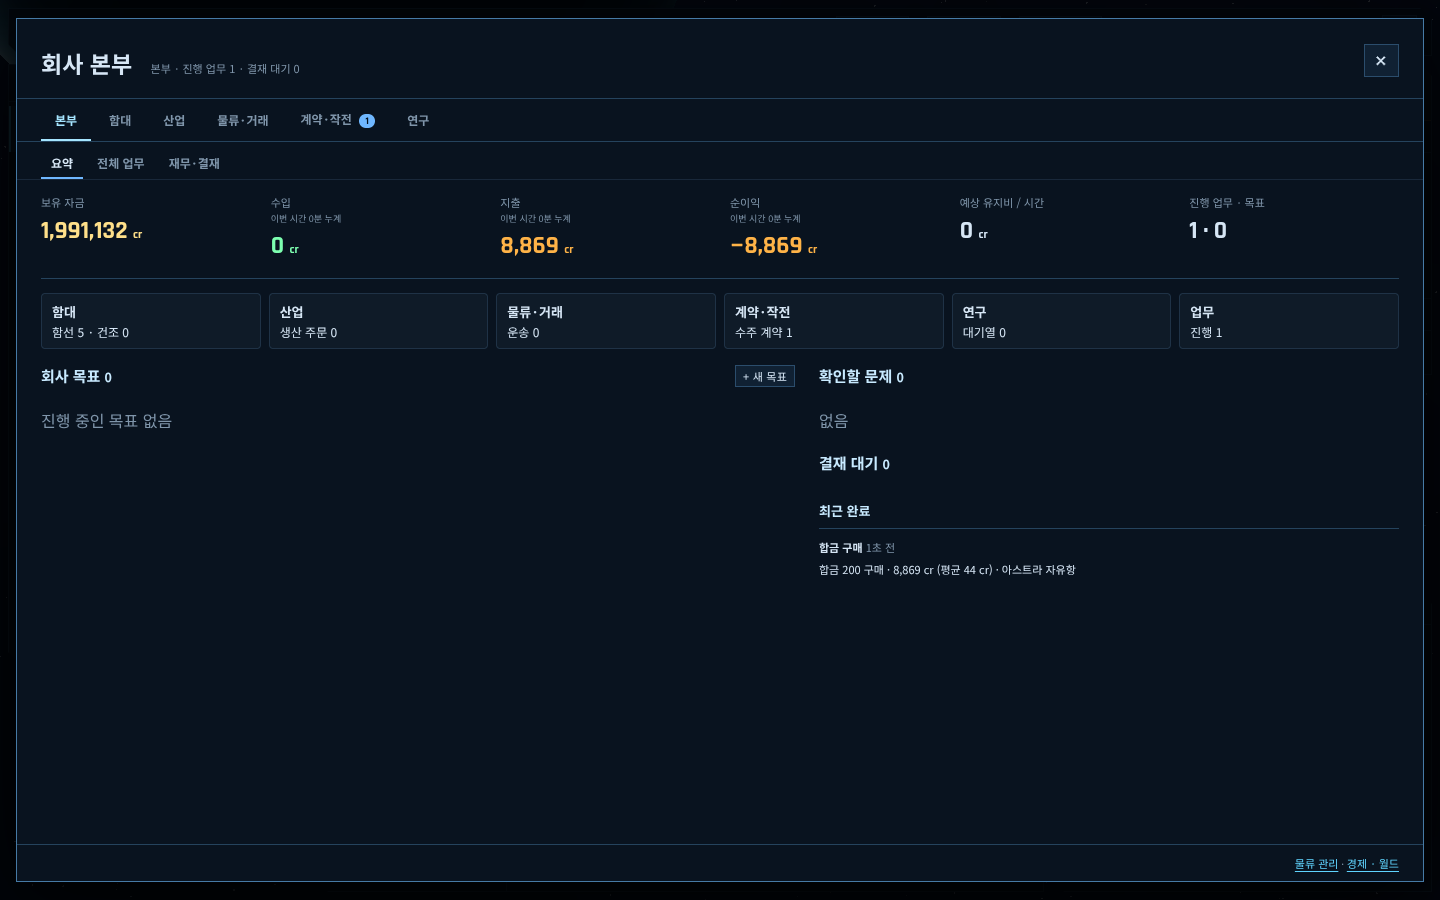 회사 본부
본부 · 진행 업무 1 · 결재 대기 0
×
본부
함대
산업
물류·거래
계약·작전 1
연구
요약
전체 업무
재무·결재
보유 자금
1,991,132 cr
수입
이번 시간 0분 누계
0 cr
지출
이번 시간 0분 누계
8,869 cr
순이익
이번 시간 0분 누계
−8,869 cr
예상 유지비 / 시간
0 cr
진행 업무 · 목표
1 · 0
함대
함선 5 · 건조 0
산업
생산 주문 0
물류·거래
운송 0
계약·작전
수주 계약 1
연구
대기열 0
업무
진행 1
회사 목표 0
+ 새 목표
진행 중인 목표 없음
확인할 문제 0
없음
결재 대기 0
최근 완료
합금 구매 1초 전
합금 200 구매 · 8,869 cr (평균 44 cr) · 아스트라 자유항
물류 관리 · 경제 · 월드